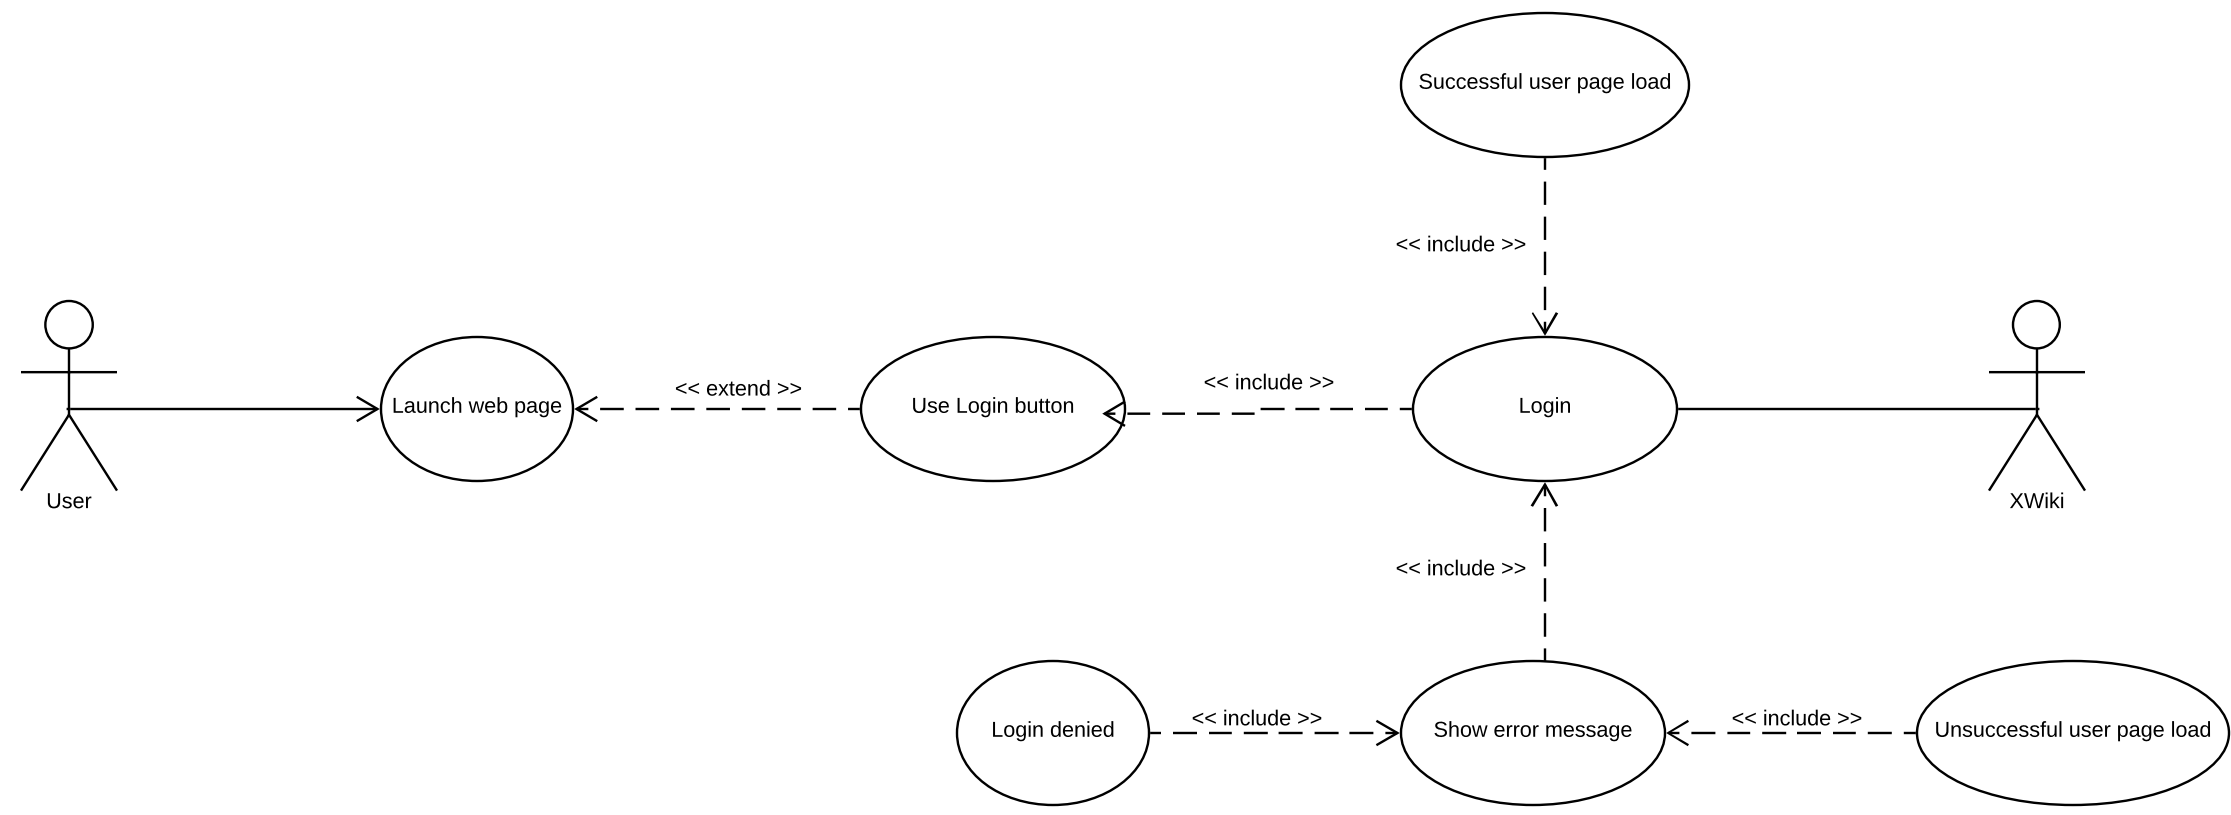 Successful user page load
<< include >>
<< extend >>
<< include >>
Launch web page
Use Login button
Login
User
XWiki
<< include >>
<< include >>
<< include >>
Login denied
Show error message
Unsuccessful user page load